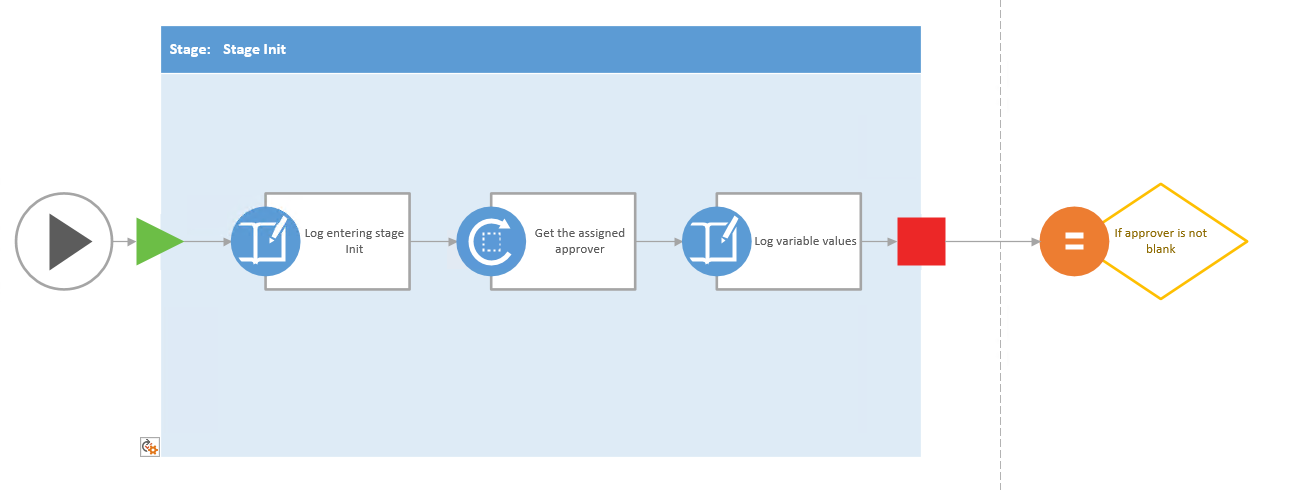 Stage: Stage Init
Log entering stage
Init
Get the assigned
approver
Log variable values
If approver is not
blank